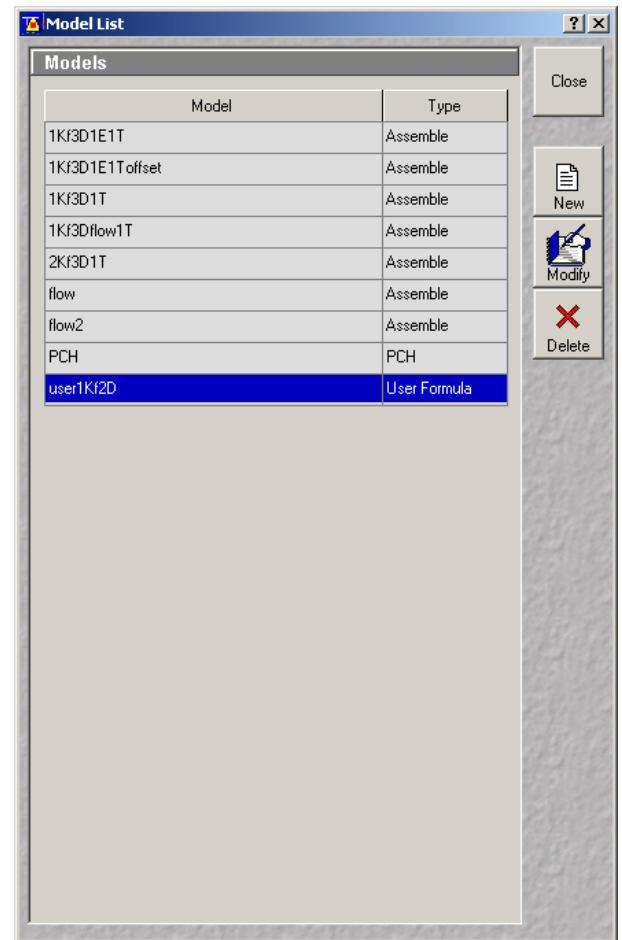 Model List
Models
Close
Model Type
1Kf3D1E1T Assemble
1Kf3D1E1Toffset Assemble
1Kf3D1T Assemble
New
1Kf3Dflow1T Assemble
2Kf3D1T Assemble
Modify
flow Assemble
flow2 Assemble
Delete
PCH PCH
user1Kf2D User Formula